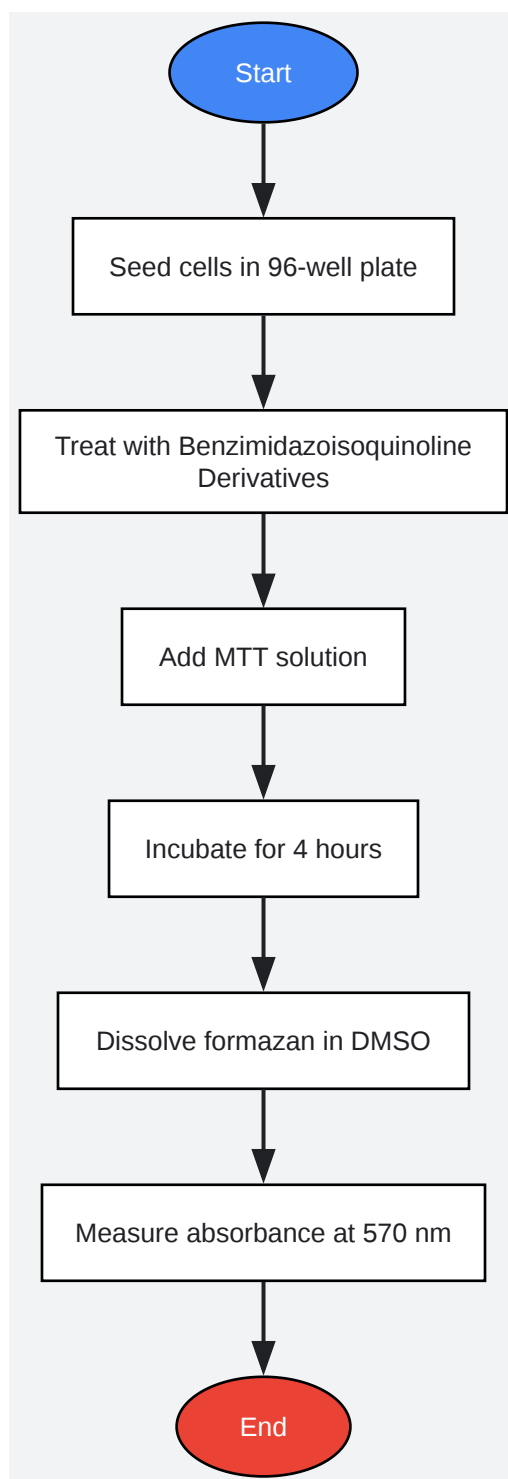 Start
Seed cells in 96-well plate
Treat with Benzimidazoisoquinoline
Derivatives
Add MTT solution
Incubate for 4 hours
Dissolve formazan in DMSO
Measure absorbance at 570 nm
End